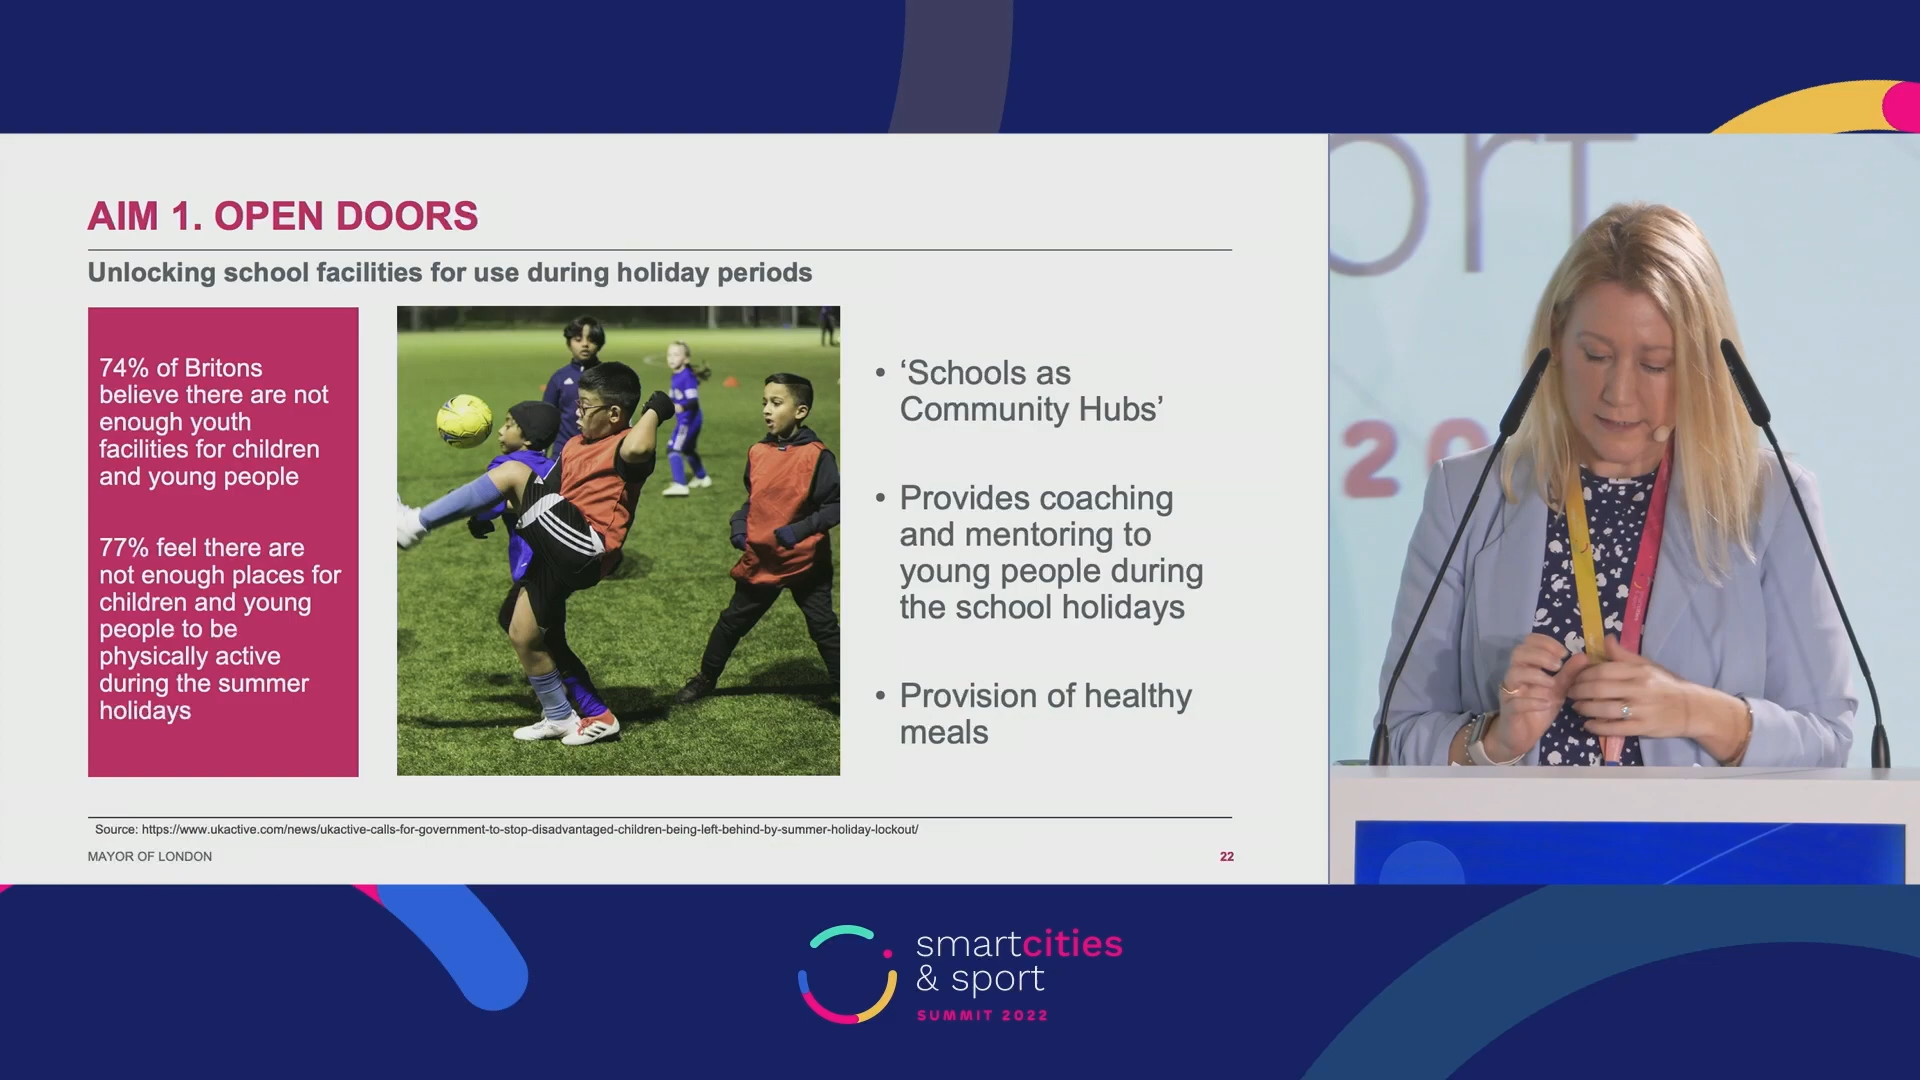 AIM 1. OPEN DOORS
Unlocking school facilities for use during holiday periods
74% of Britons
believe there are not
enough youth
facilities for children
and young people
77% feel there are
not enough places for
children and young
people to be
physically active
during the summer
holidays
• ‘Schools as
Community Hubs’
• Provides coaching
and mentoring to
young people during
the school holidays
• Provision of healthy
meals
Source: https://www.ukactive.com/news/ukactive-calls-for-government-to-stop-disadvantaged-children-being-left-behind-by-summer-holiday-lockout/
MAYOR OF LONDON
22
ort
20
smartcities
& sport
SUMMIT 2022